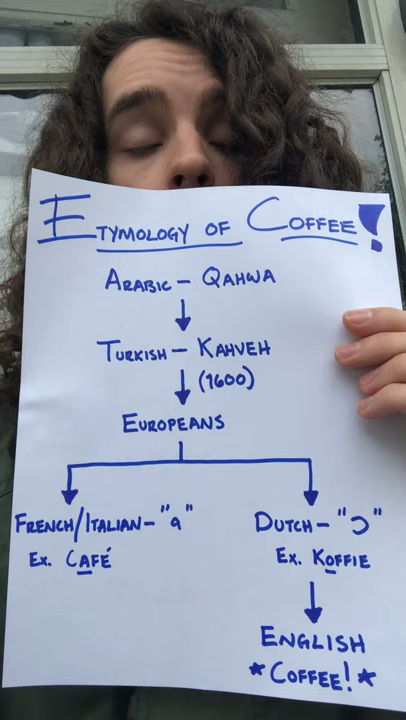 ETYMOLOGY OF COFFEE!
ARABIC – QAHWA
TURKISH – KAHVEH
(1600)
EUROPEANS
FRENCH/ITALIAN – "a"
EX. CAFÉ
DUTCH – "ɔ"
EX. KOFFIE
ENGLISH
*COFFEE!*